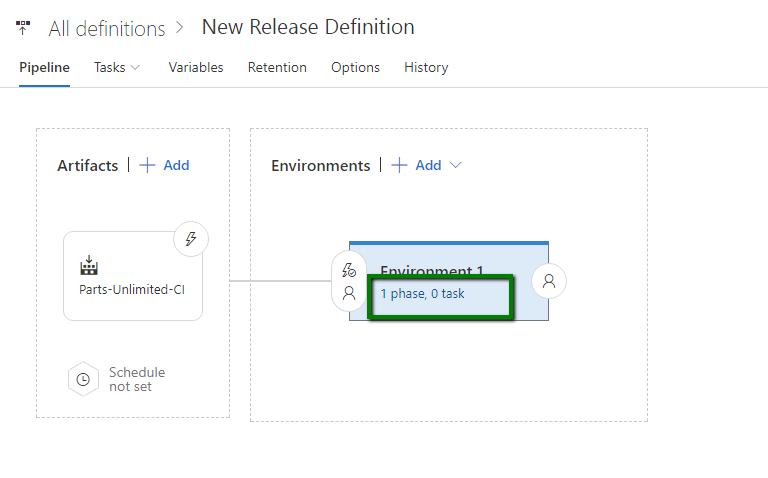 All definitions > New Release Definition
Pipeline Tasks Variables Retention Options History
Artifacts | + Add
Environments | + Add
Environment 1
1 phase, 0 task
Parts-Unlimited-CI
Schedule
not set